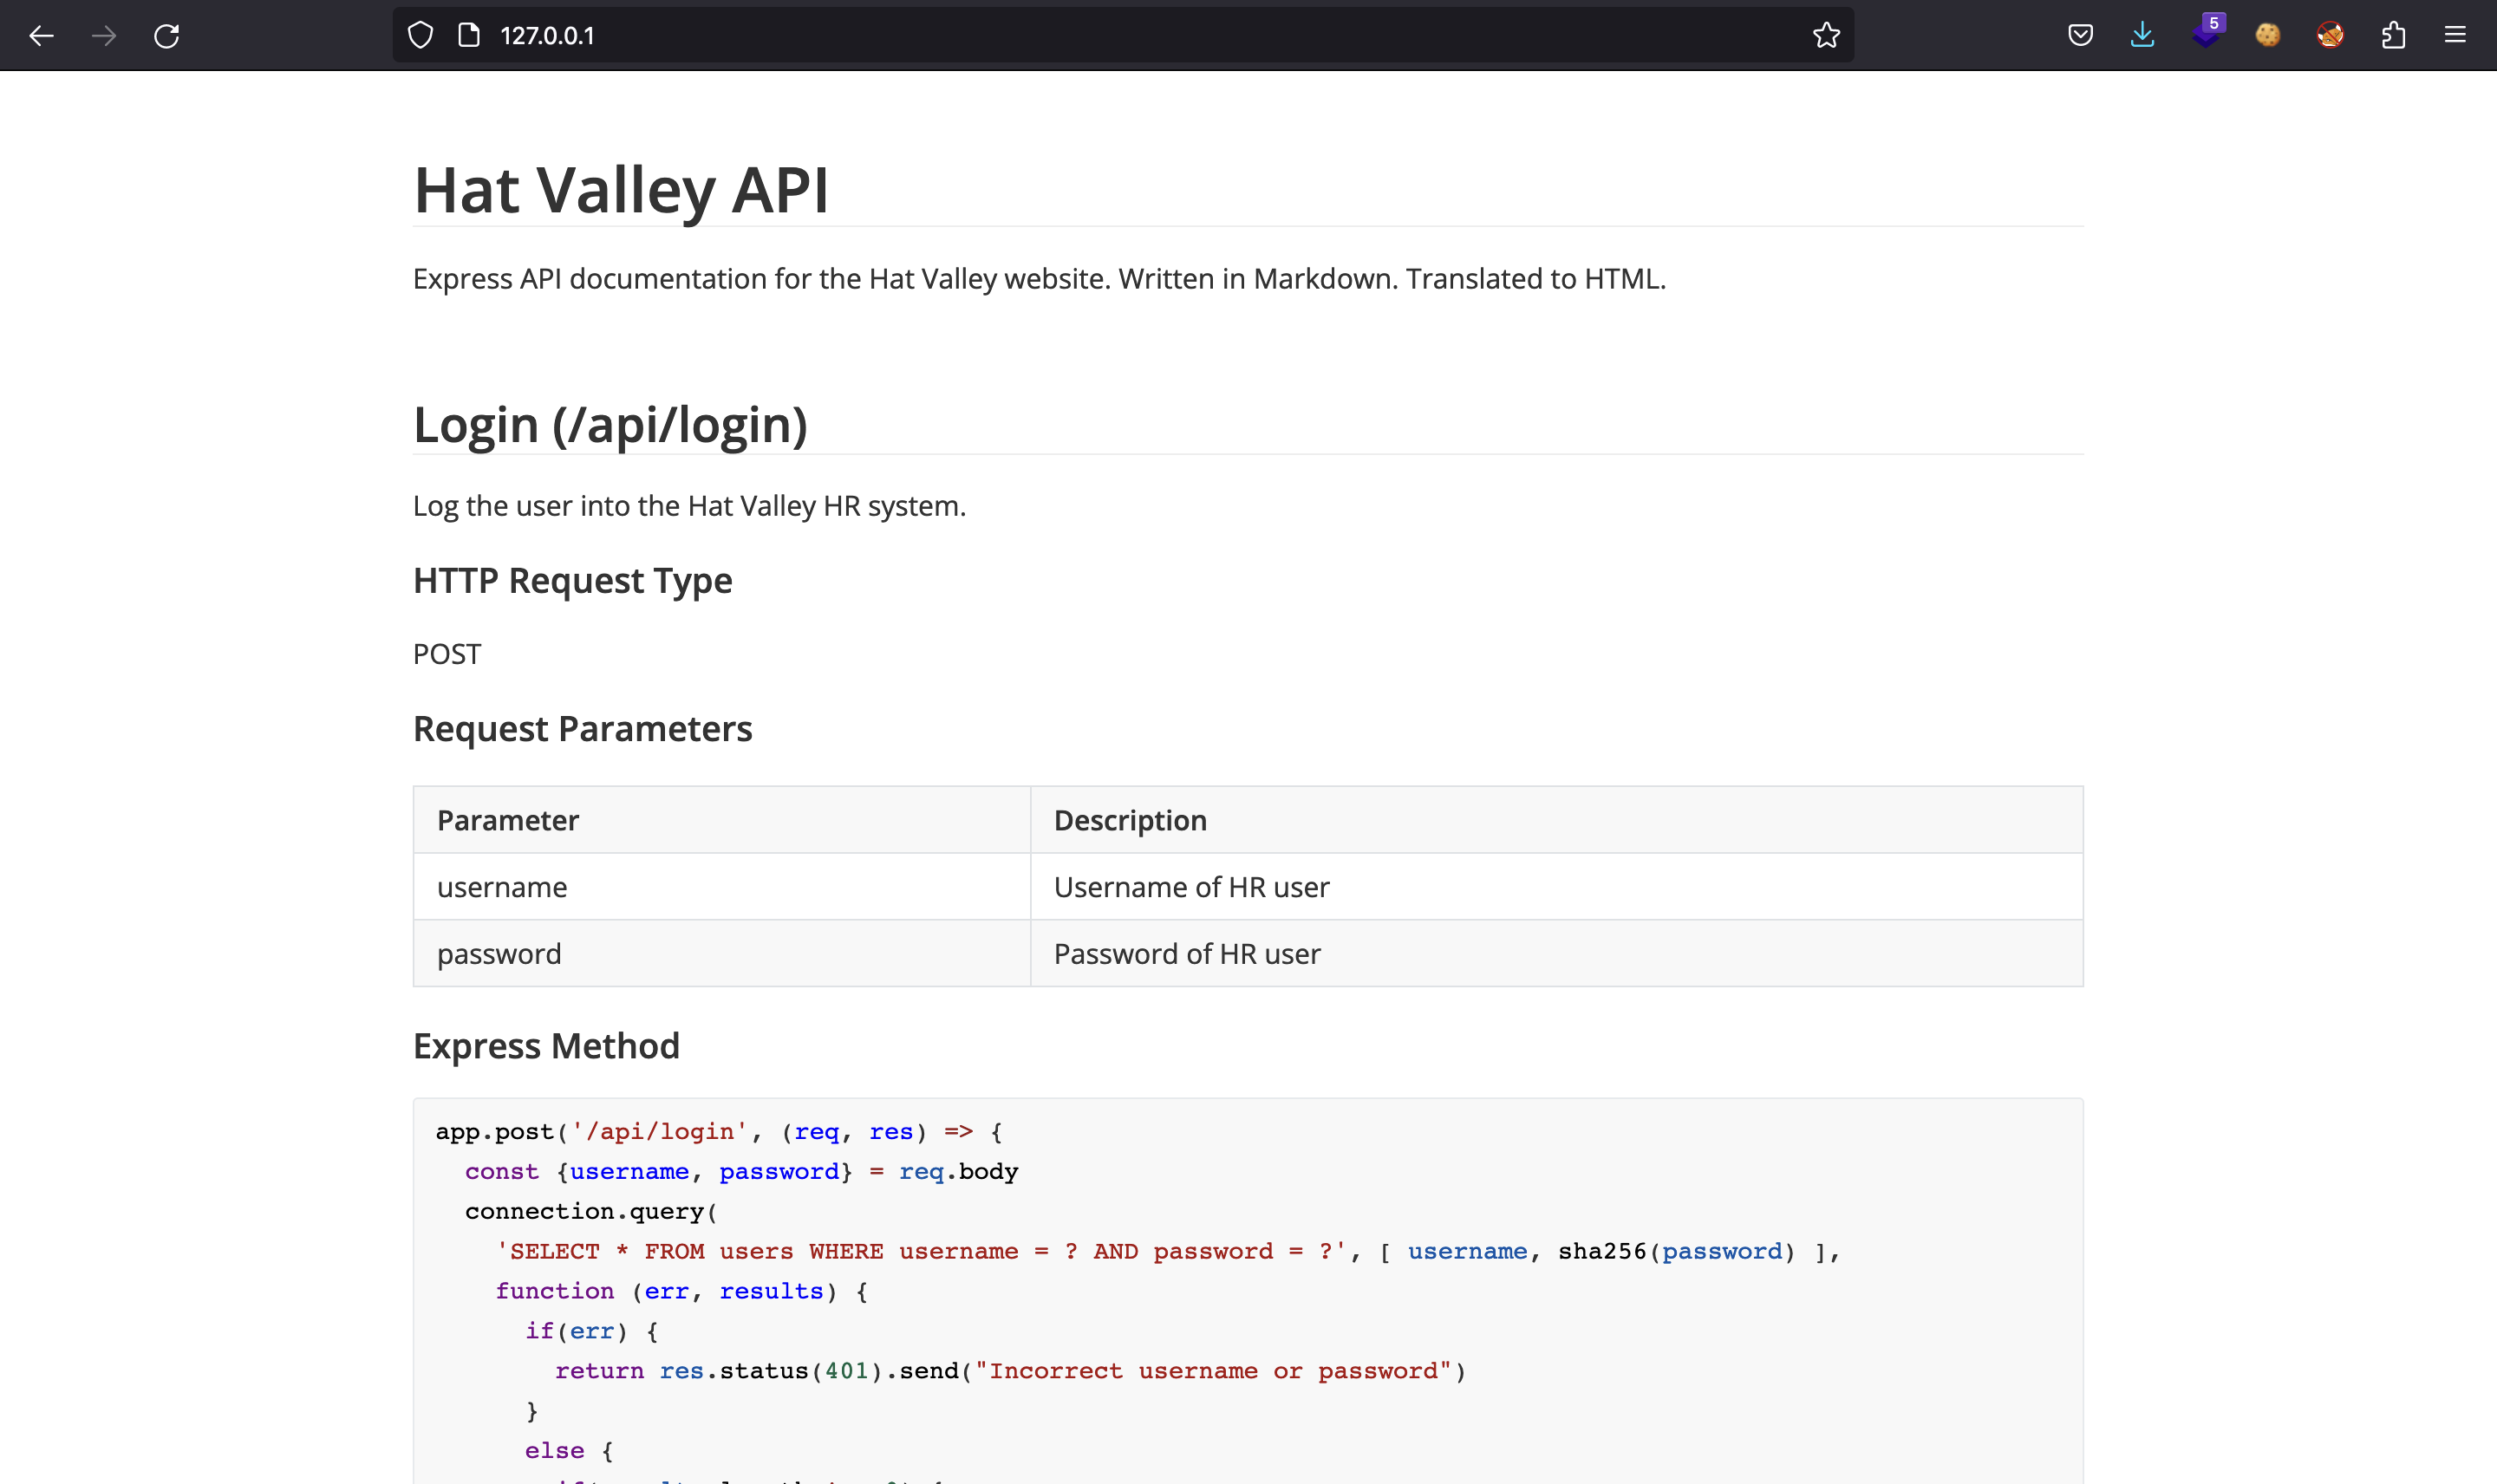 127.0.0.1
5
Hat Valley API
Express API documentation for the Hat Valley website. Written in Markdown. Translated to HTML.
Login (/api/login)
Log the user into the Hat Valley HR system.
HTTP Request Type
POST
Request Parameters
Parameter Description
username Username of HR user
password Password of HR user
Express Method
app.post('/api/login', (req, res) => {
  const {username, password} = req.body
  connection.query(
    'SELECT * FROM users WHERE username = ? AND password = ?', [ username, sha256(password) ],
    function (err, results) {
      if(err) {
        return res.status(401).send("Incorrect username or password")
      }
      else {